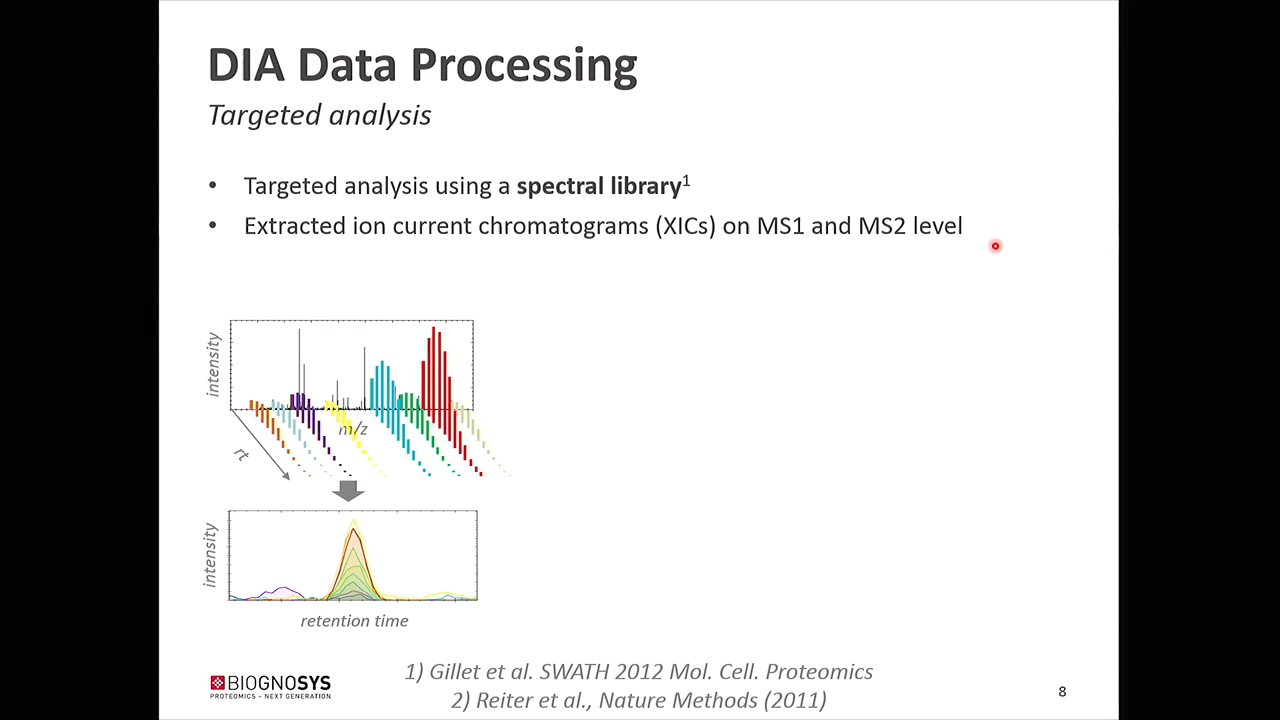 DIA Data Processing
Targeted analysis
• Targeted analysis using a spectral library¹
• Extracted ion current chromatograms (XICs) on MS1 and MS2 level
intensity
m/z
rt
intensity
retention time
1) Gillet et al. SWATH 2012 Mol. Cell. Proteomics
2) Reiter et al., Nature Methods (2011)
BIOGNOSYS
PROTEOMICS - NEXT GENERATION
8